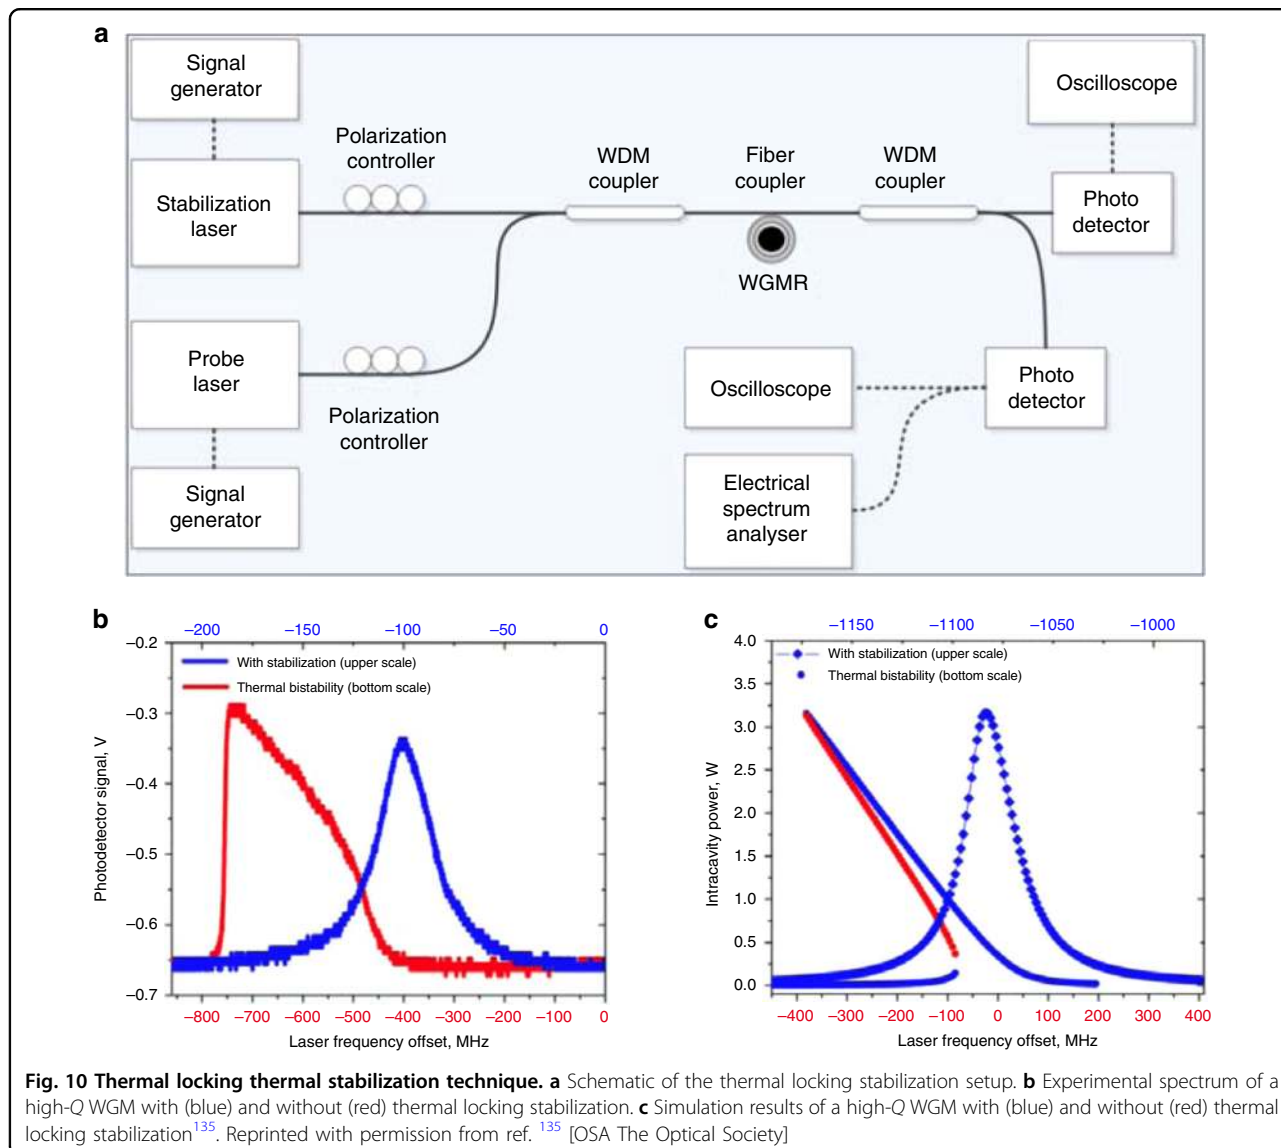 a
Signal
generator
Oscilloscope
Polarization
controller
WDM
coupler
Fiber
coupler
WDM
coupler
Stabilization
laser
Photo
detector
WGMR
Probe
laser
Oscilloscope
Photo
detector
Polarization
controller
Signal
generator
Electrical
spectrum
analyser
b
−200 −150 −100 −50 0
−0.2
−0.3
−0.4
−0.5
−0.6
−0.7
With stabilization (upper scale)
Thermal bistability (bottom scale)
Photodetector signal, V
−800 −700 −600 −500 −400 −300 −200 −100 0
Laser frequency offset, MHz
c
−1150 −1100 −1050 −1000
4.0
3.5
3.0
2.5
2.0
1.5
1.0
0.5
0.0
With stabilization (upper scale)
Thermal bistability (bottom scale)
Intracavity power, W
−400 −300 −200 −100 0 100 200 300 400
Laser frequency offset, MHz
Fig. 10 Thermal locking thermal stabilization technique. a Schematic of the thermal locking stabilization setup. b Experimental spectrum of a
high-Q WGM with (blue) and without (red) thermal locking stabilization. c Simulation results of a high-Q WGM with (blue) and without (red) thermal
locking stabilization135. Reprinted with permission from ref. 135 [OSA The Optical Society]